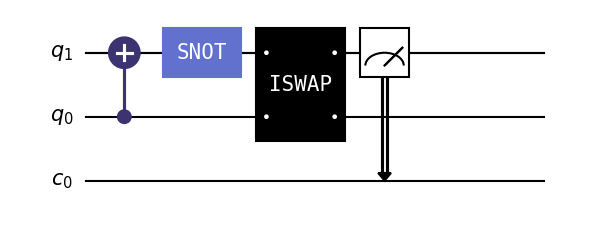 q₁ SNOT
ISWAP
q₀
c₀